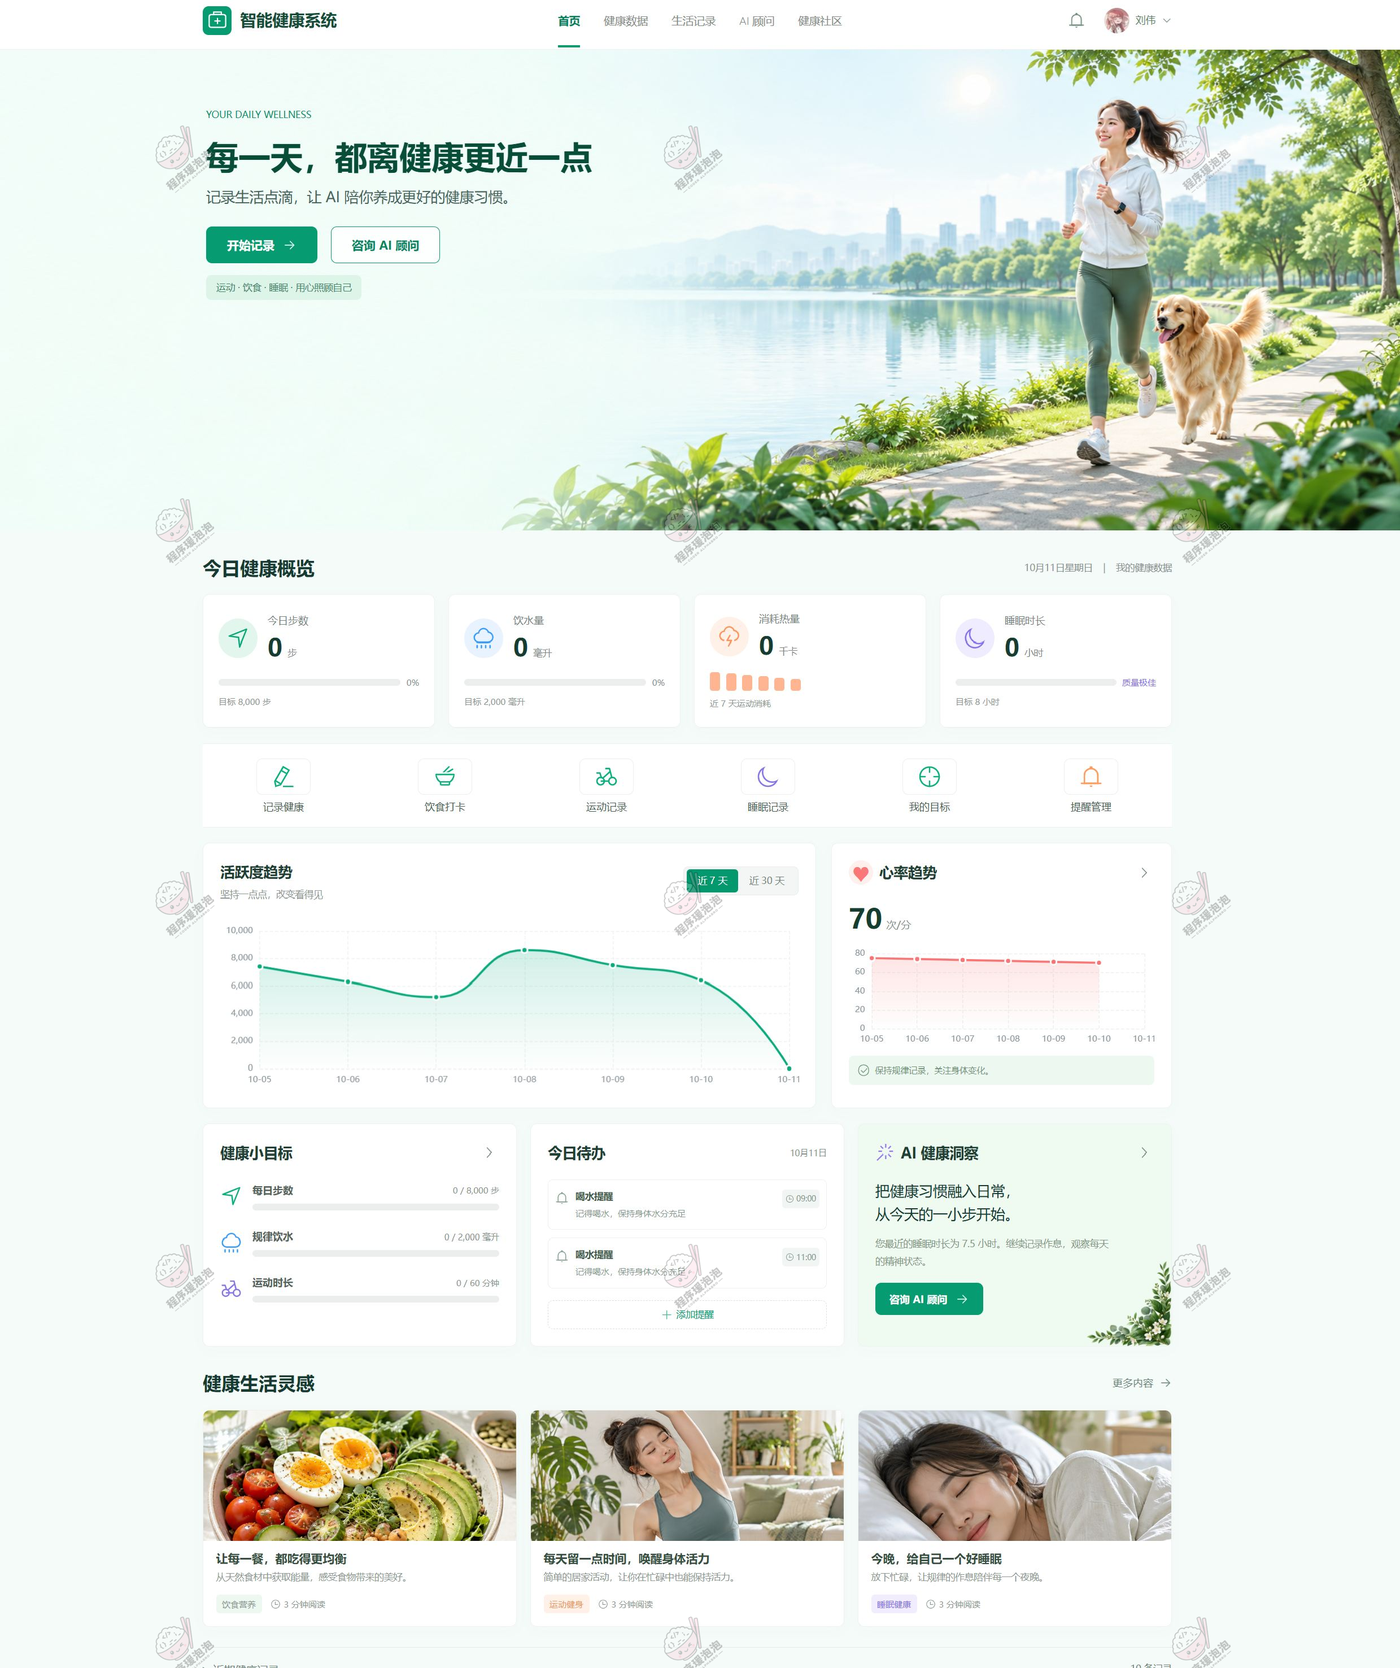 智能健康系统
首页
健康数据
生活记录
AI 顾问
健康社区
刘伟
YOUR DAILY WELLNESS
每一天，都离健康更近一点
记录生活点滴，让 AI 陪你养成更好的健康习惯。
开始记录
咨询 AI 顾问
运动 · 饮食 · 睡眠 · 用心照顾自己
今日健康概览
10月11日星期日 | 我的健康数据
今日步数
0 步
0%
目标 8,000 步
饮水量
0 毫升
0%
目标 2,000 毫升
消耗热量
0 千卡
近 7 天运动消耗
睡眠时长
0 小时
质量极佳
目标 8 小时
记录健康
饮食打卡
运动记录
睡眠记录
我的目标
提醒管理
活跃度趋势
坚持一点点，改变看得见
近 7 天
近 30 天
10,000
8,000
6,000
4,000
2,000
0
10-05
10-06
10-07
10-08
10-09
10-10
10-11
心率趋势
70 次/分
80
60
40
20
0
10-05
10-06
10-07
10-08
10-09
10-10
10-11
保持规律记录，关注身体变化。
健康小目标
每日步数
0 / 8,000 步
规律饮水
0 / 2,000 毫升
运动时长
0 / 60 分钟
今日待办
10月11日
喝水提醒
09:00
记得喝水，保持身体水分充足
喝水提醒
11:00
记得喝水，保持身体水分充足
添加提醒
AI 健康洞察
把健康习惯融入日常，
从今天的一小步开始。
您最近的睡眠时长为 7.5 小时。继续记录作息，观察每天
的精神状态。
咨询 AI 顾问
健康生活灵感
更多内容
让每一餐，都吃得更均衡
从天然食材中获取能量，感受食物带来的美好。
饮食营养
3 分钟阅读
每天留一点时间，唤醒身体活力
简单的居家活动，让你在忙碌中也能保持活力。
运动健身
3 分钟阅读
今晚，给自己一个好睡眠
放下忙碌，让规律的作息陪伴每一个夜晚。
睡眠健康
3 分钟阅读
程序瑗泡泡